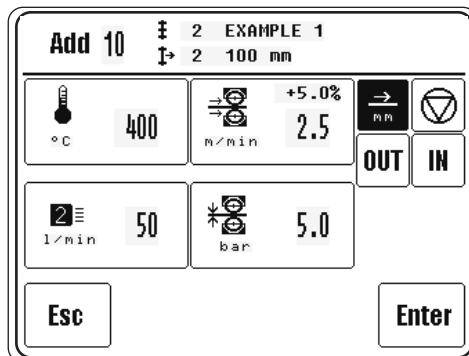 Add 10
2 EXAMPLE 1
2 100 mm
°C 400
+5.0%
m/min 2.5
mm
OUT IN
2
l/min 50
bar 5.0
Esc Enter